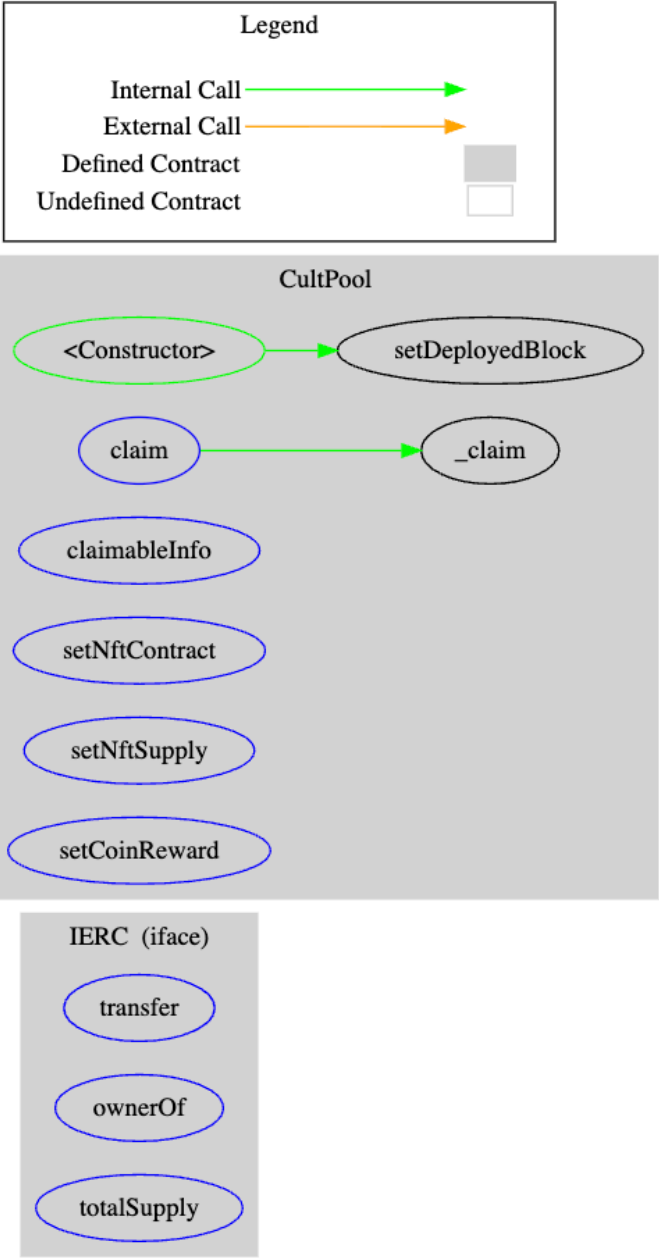 Legend
Internal Call
External Call
Defined Contract
Undefined Contract
CultPool
<Constructor>
setDeployedBlock
claim
_claim
claimableInfo
setNftContract
setNftSupply
setCoinReward
IERC (iface)
transfer
ownerOf
totalSupply